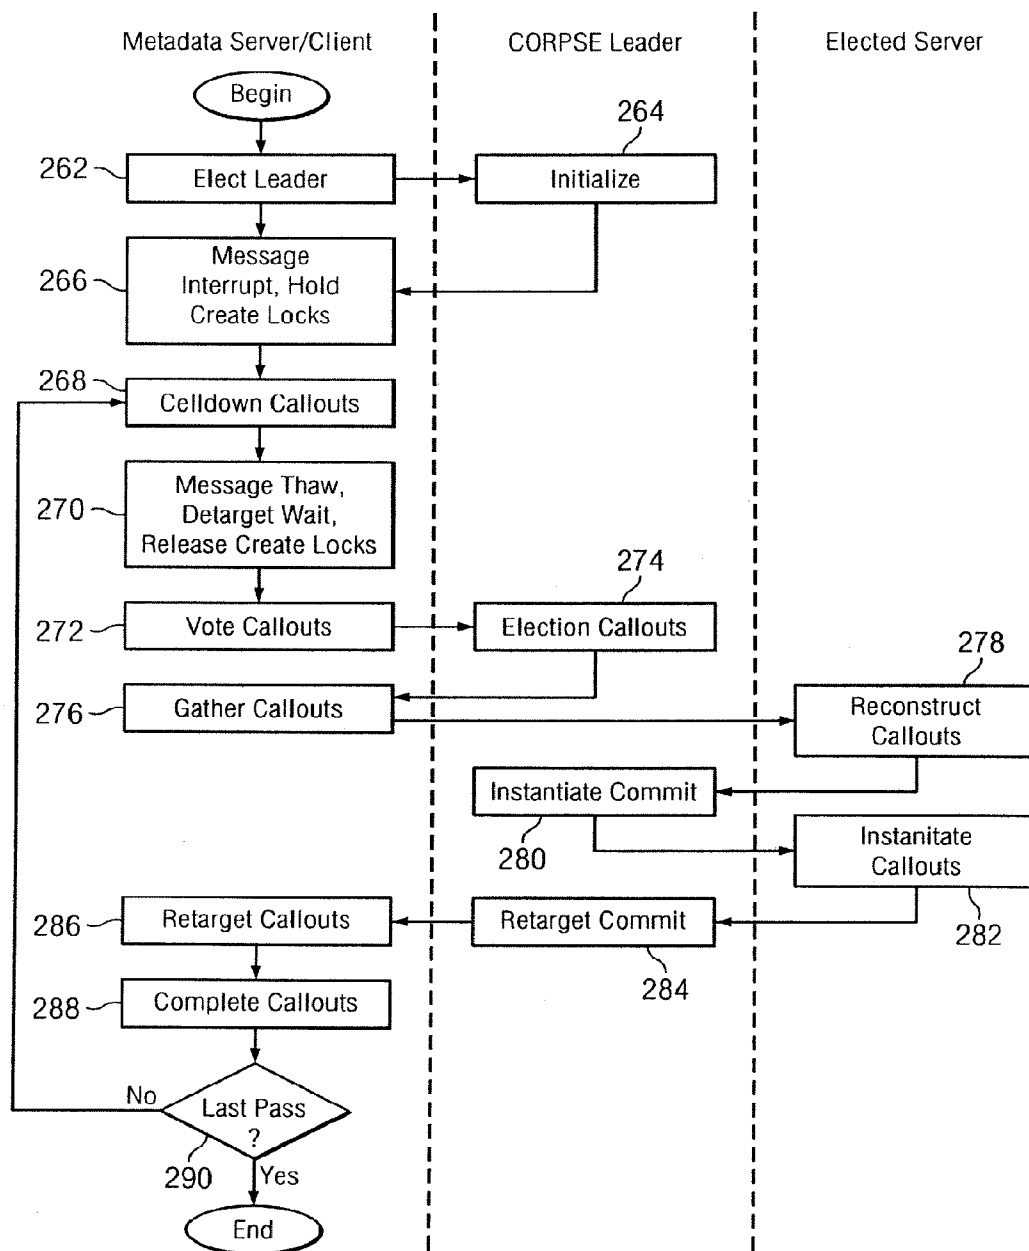 Metadata Server/Client
CORPSE Leader
Elected Server
Begin
264
262
Elect Leader
Initialize
266
Message
Interrupt, Hold
Create Locks
268
Celldown Callouts
270
Message Thaw,
Detarget Wait,
Release Create Locks
274
272
Vote Callouts
Election Callouts
278
276
Gather Callouts
Reconstruct
Callouts
Instantiate Commit
280
Instanitate
Callouts
282
286
Retarget Callouts
Retarget Commit
284
288
Complete Callouts
No
Last Pass
?
290
Yes
End